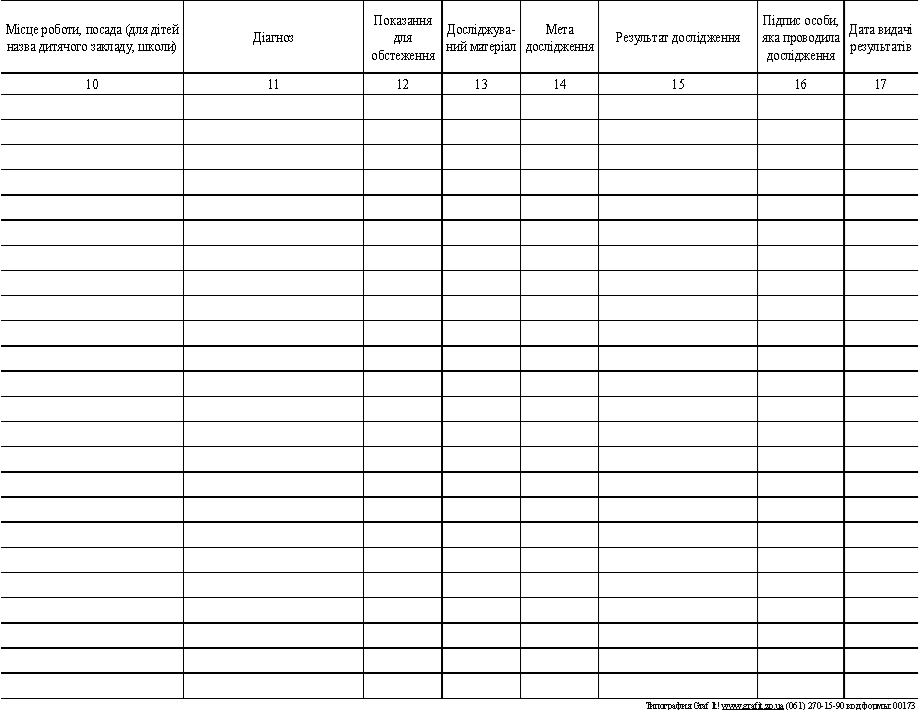 Місце роботи, посада (для дітей
назва дитячого закладу, школи)
Діагноз
Показання
для
обстеження
Досліджува-
ний матеріал
Мета
дослідження
Результат дослідження
Підпис особи,
яка проводила
дослідження
Дата видачі
результатів
10 11 12 13 14 15 16 17
Типография Graf It! www.grafit.zp.ua (061) 270-15-90 код формы: 00173